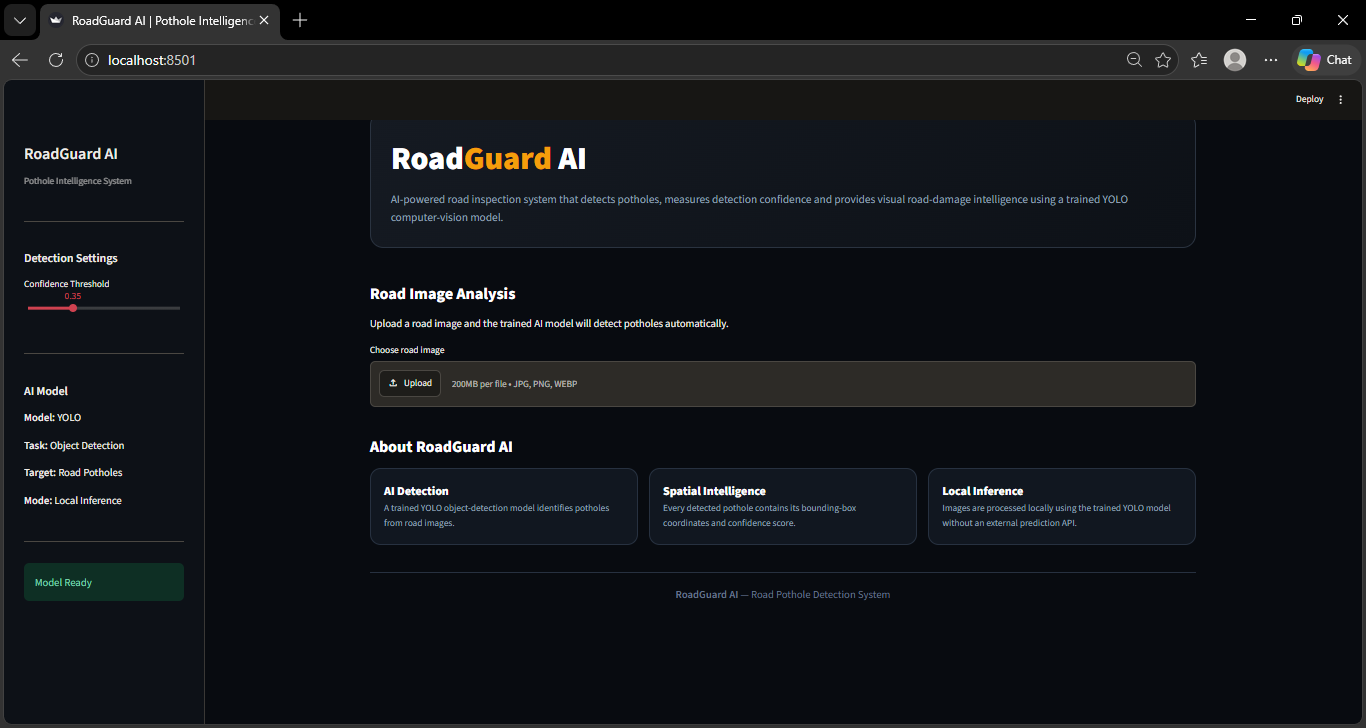 RoadGuard AI | Pothole Intelligenc
localhost:8501
Chat
Deploy
RoadGuard AI
Pothole Intelligence System
Detection Settings
Confidence Threshold
0.35
AI Model
Model: YOLO
Task: Object Detection
Target: Road Potholes
Mode: Local Inference
Model Ready
RoadGuard AI
AI-powered road inspection system that detects potholes, measures detection confidence and provides visual road-damage intelligence using a trained YOLO
computer-vision model.
Road Image Analysis
Upload a road image and the trained AI model will detect potholes automatically.
Choose road image
Upload
200MB per file • JPG, PNG, WEBP
About RoadGuard AI
AI Detection
A trained YOLO object-detection model identifies potholes
from road images.
Spatial Intelligence
Every detected pothole contains its bounding-box
coordinates and confidence score.
Local Inference
Images are processed locally using the trained YOLO model
without an external prediction API.
RoadGuard AI — Road Pothole Detection System